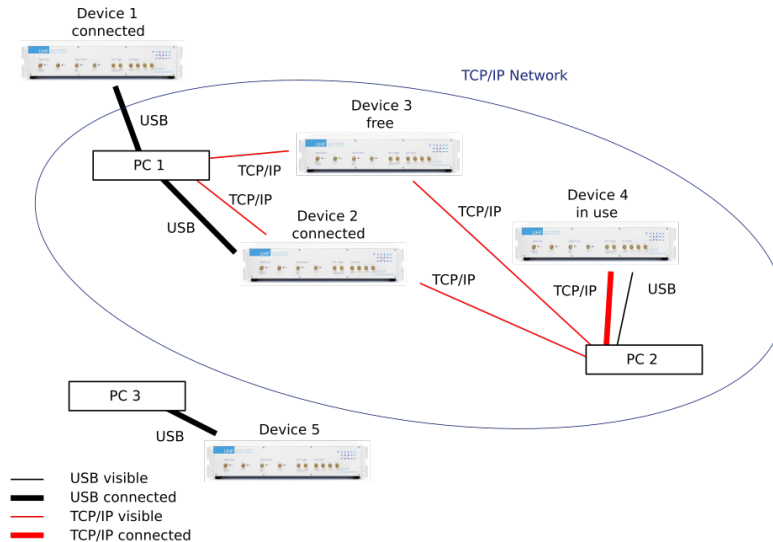 Device 1
connected
TCP/IP Network
USB
Device 3
free
PC 1
TCP/IP
TCP/IP
Device 4
in use
TCP/IP
USB
Device 2
connected
UHF
TCP/IP
TCP/IP
USB
PC 2
PC 3
USB
Device 5
UHF
USB visible
USB connected
TCP/IP visible
TCP/IP connected